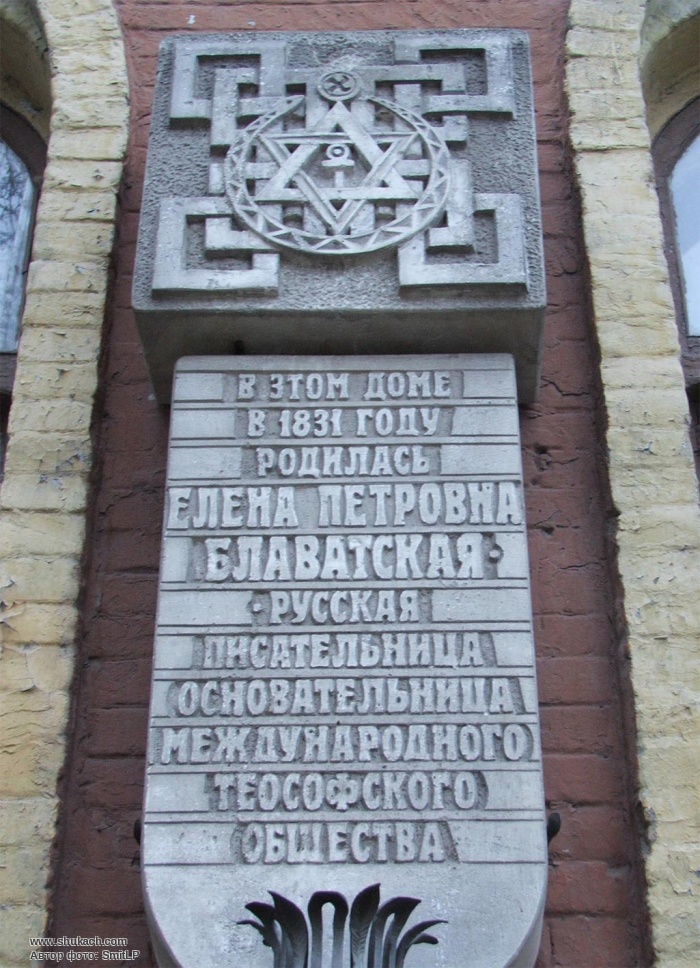 В ЭТОМ ДОМЕ
В 1831 ГОДУ
РОДИЛАСЬ
ЕЛЕНА ПЕТРОВНА
БЛАВАТСКАЯ -
· РУССКАЯ
ПИСАТЕЛЬНИЦА
ОСНОВАТЕЛЬНИЦА
МЕЖДУНАРОДНОГО
ТЕОСОФСКОГО
ОБЩЕСТВА
www.shukach.com
Автор фото: SmitLP